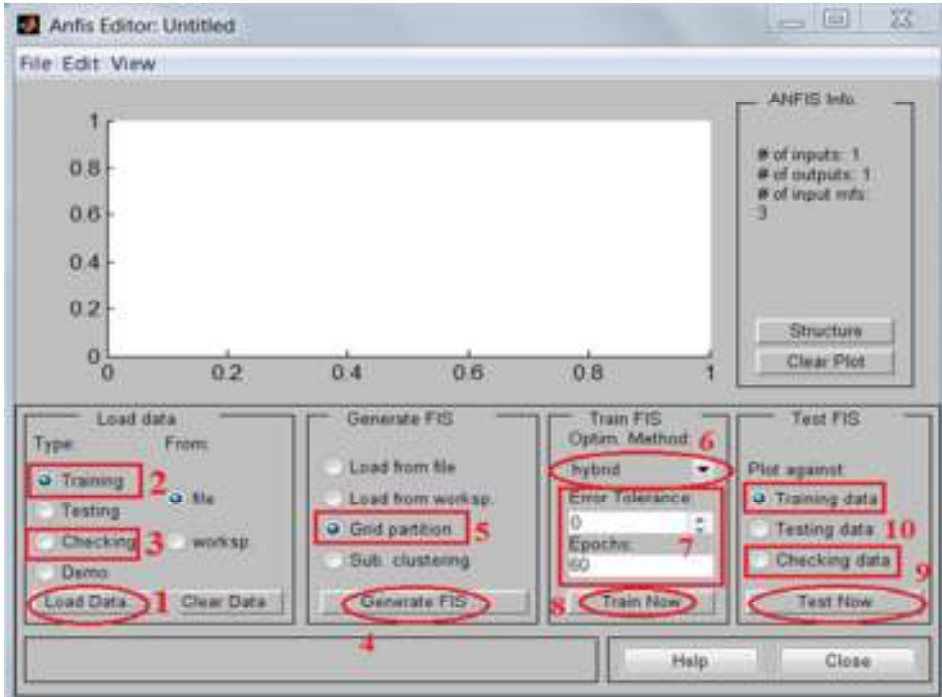 Anfis Editor: Untitled
File Edit View
1
0.8
0.6
0.4
0.2
0
0 0.2 0.4 0.6 0.8 1
ANFIS Info.
# of inputs: 1
# of outputs: 1
# of input mfs:
3
Structure
Clear Plot
Load data
Type: From:
Training 2
file
Testing
Checking 3 worksp.
Demo
Load Data.. 1 Clear Data
Generate FIS
Load from file
Load from worksp.
Grid partition 5
Sub. clustering
Generate FIS ..
4
Train FIS
Optim. Method: 6
hybrid
Error Tolerance:
0
7
Epochs:
60
8 Train Now
Test FIS
Plot against:
Training data
Testing data 10
Checking data
9
Test Now
Help Close